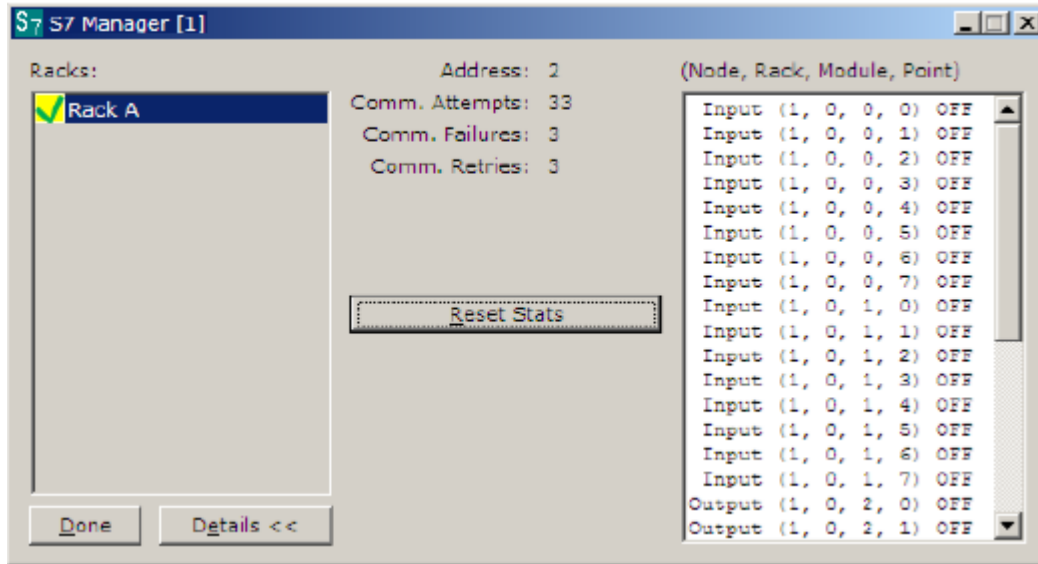 S7 S7 Manager [1]
Racks:
Rack A
Done
Details <<
Address: 2
Comm. Attempts: 33
Comm. Failures: 3
Comm. Retries: 3
Reset Stats
(Node, Rack, Module, Point)
Input (1, 0, 0, 0) OFF
Input (1, 0, 0, 1) OFF
Input (1, 0, 0, 2) OFF
Input (1, 0, 0, 3) OFF
Input (1, 0, 0, 4) OFF
Input (1, 0, 0, 5) OFF
Input (1, 0, 0, 6) OFF
Input (1, 0, 0, 7) OFF
Input (1, 0, 1, 0) OFF
Input (1, 0, 1, 1) OFF
Input (1, 0, 1, 2) OFF
Input (1, 0, 1, 3) OFF
Input (1, 0, 1, 4) OFF
Input (1, 0, 1, 5) OFF
Input (1, 0, 1, 6) OFF
Input (1, 0, 1, 7) OFF
Output (1, 0, 2, 0) OFF
Output (1, 0, 2, 1) OFF